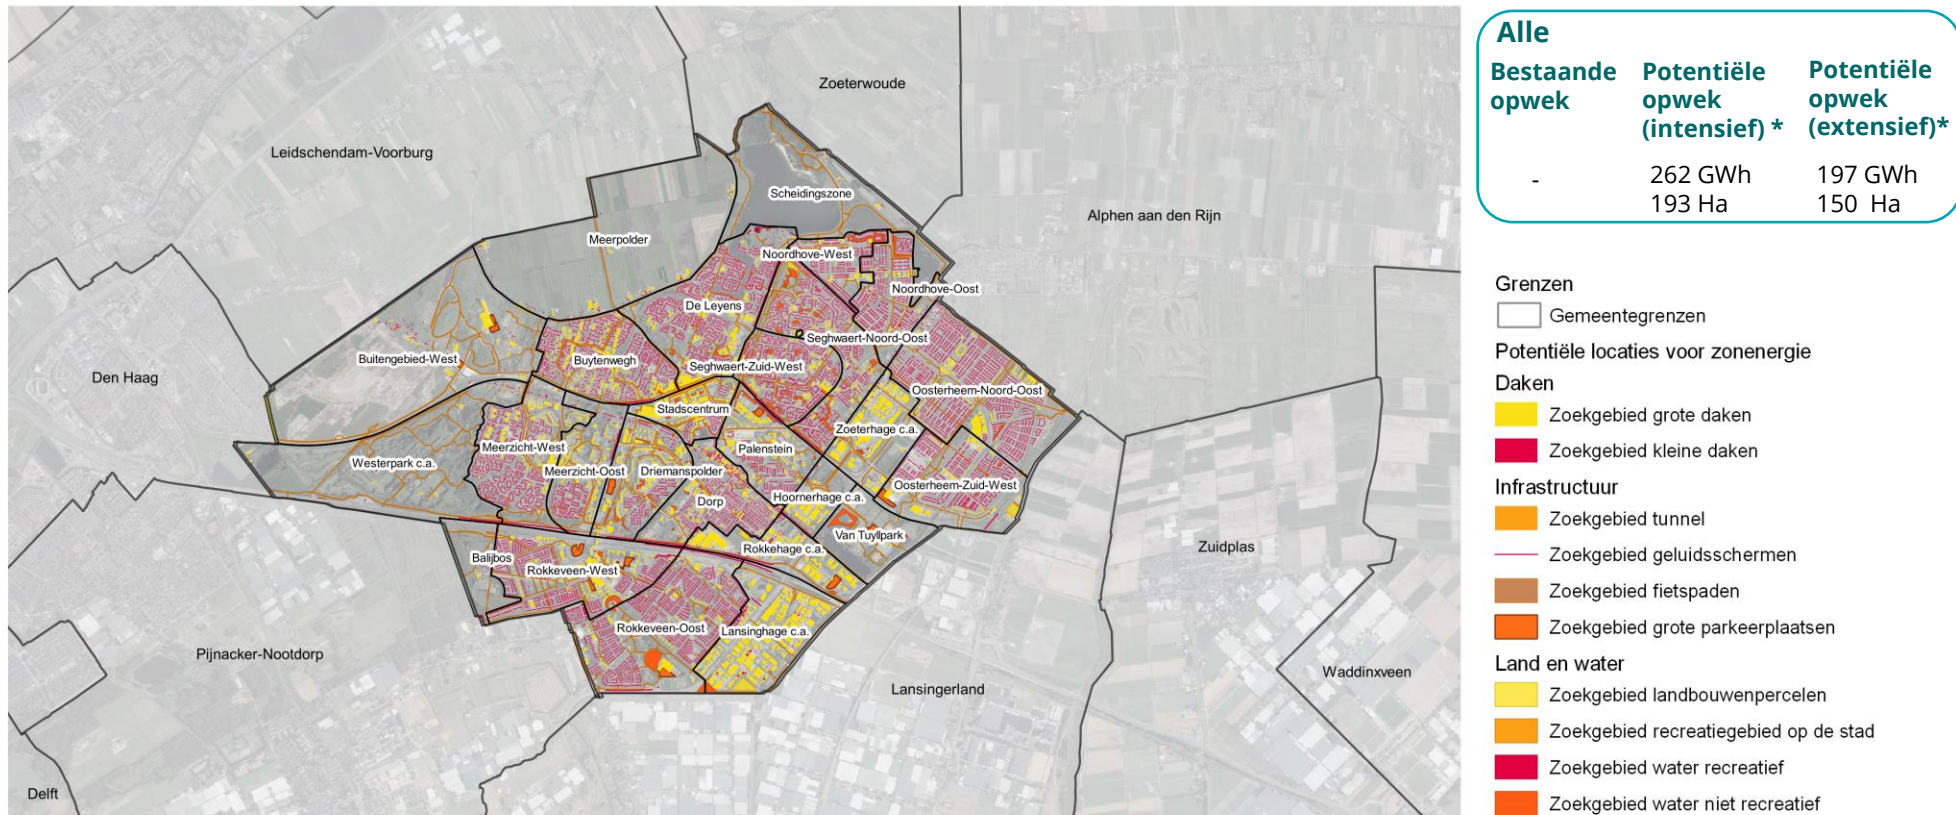 Alle
Bestaande opwek
Potentiële opwek (intensief) *
Potentiële opwek (extensief)*
-
262 GWh
193 Ha
197 GWh
150 Ha
Grenzen
Gemeentegrenzen
Potentiële locaties voor zonenergie
Daken
Zoekgebied grote daken
Zoekgebied kleine daken
Infrastructuur
Zoekgebied tunnel
Zoekgebied geluidsschermen
Zoekgebied fietspaden
Zoekgebied grote parkeerplaatsen
Land en water
Zoekgebied landbouwenpercelen
Zoekgebied recreatiegebied op de stad
Zoekgebied water recreatief
Zoekgebied water niet recreatief
Zoeterwoude
Leidschendam-Voorburg
Scheidingszone
Alphen aan den Rijn
Meerpolder
Noordhove-West
Noordhove-Oost
De Leyens
Seghwaert-Noord-Oost
Buitengebied-West
Buytenwegh
Seghwaert-Zuid-West
Den Haag
Oosterheem-Noord-Oost
Stadscentrum
Zoeterhage c.a.
Meerzicht-West
Palenstein
Westerpark c.a.
Meerzicht-Oost
Driemanspolder
Oosterheem-Zuid-West
Dorp
Hoornerhage c.a.
Van Tuyllpark
Rokkehage c.a.
Zuidplas
Balijbos
Rokkeveen-West
Rokkeveen-Oost
Lansinghage c.a.
Pijnacker-Nootdorp
Waddinxveen
Lansingerland
Delft